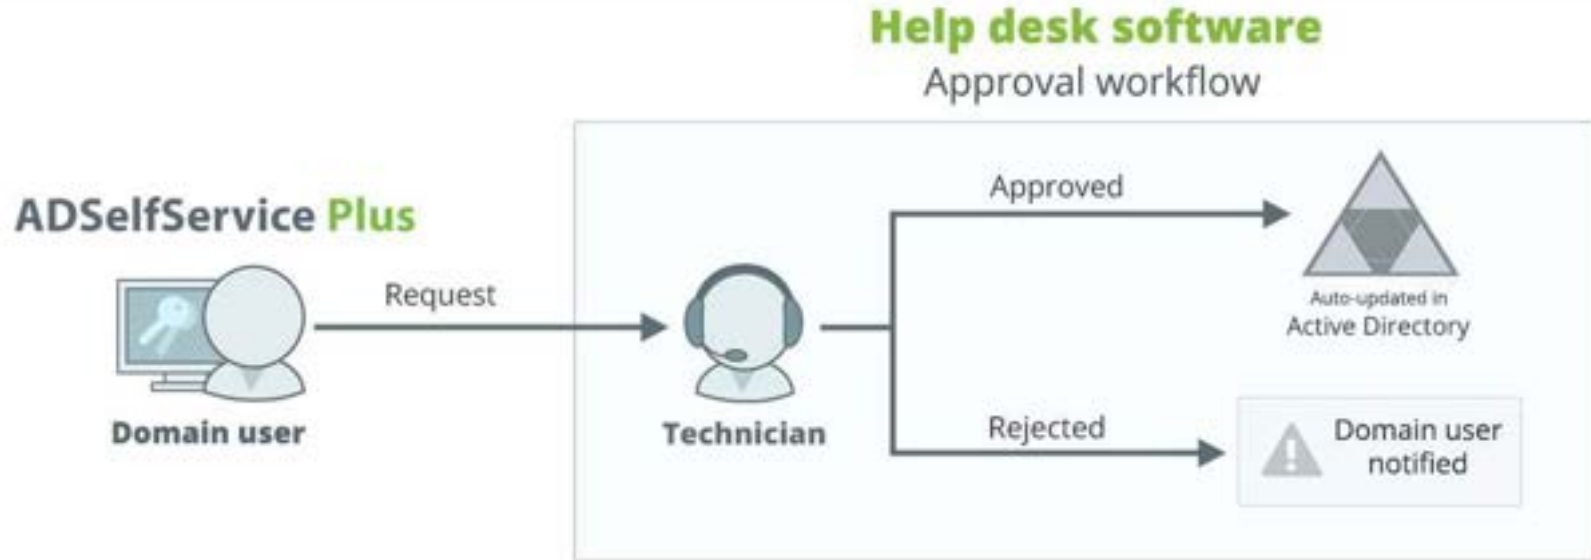 Help desk software
Approval workflow
ADSelfService Plus
Request
Domain user
Technician
Approved
Auto-updated in
Active Directory
Rejected
Domain user
notified